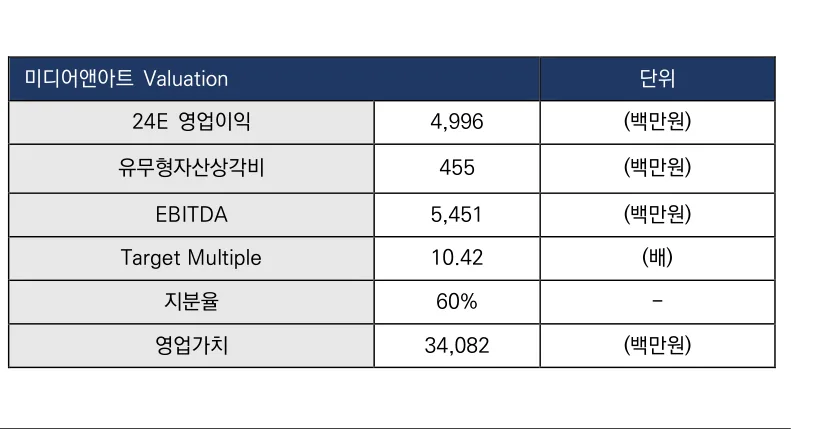 미디어앤아트 Valuation 단위
24E 영업이익 4,996 (백만원)
유무형자산상각비 455 (백만원)
EBITDA 5,451 (백만원)
Target Multiple 10.42 (배)
지분율 60% -
영업가치 34,082 (백만원)